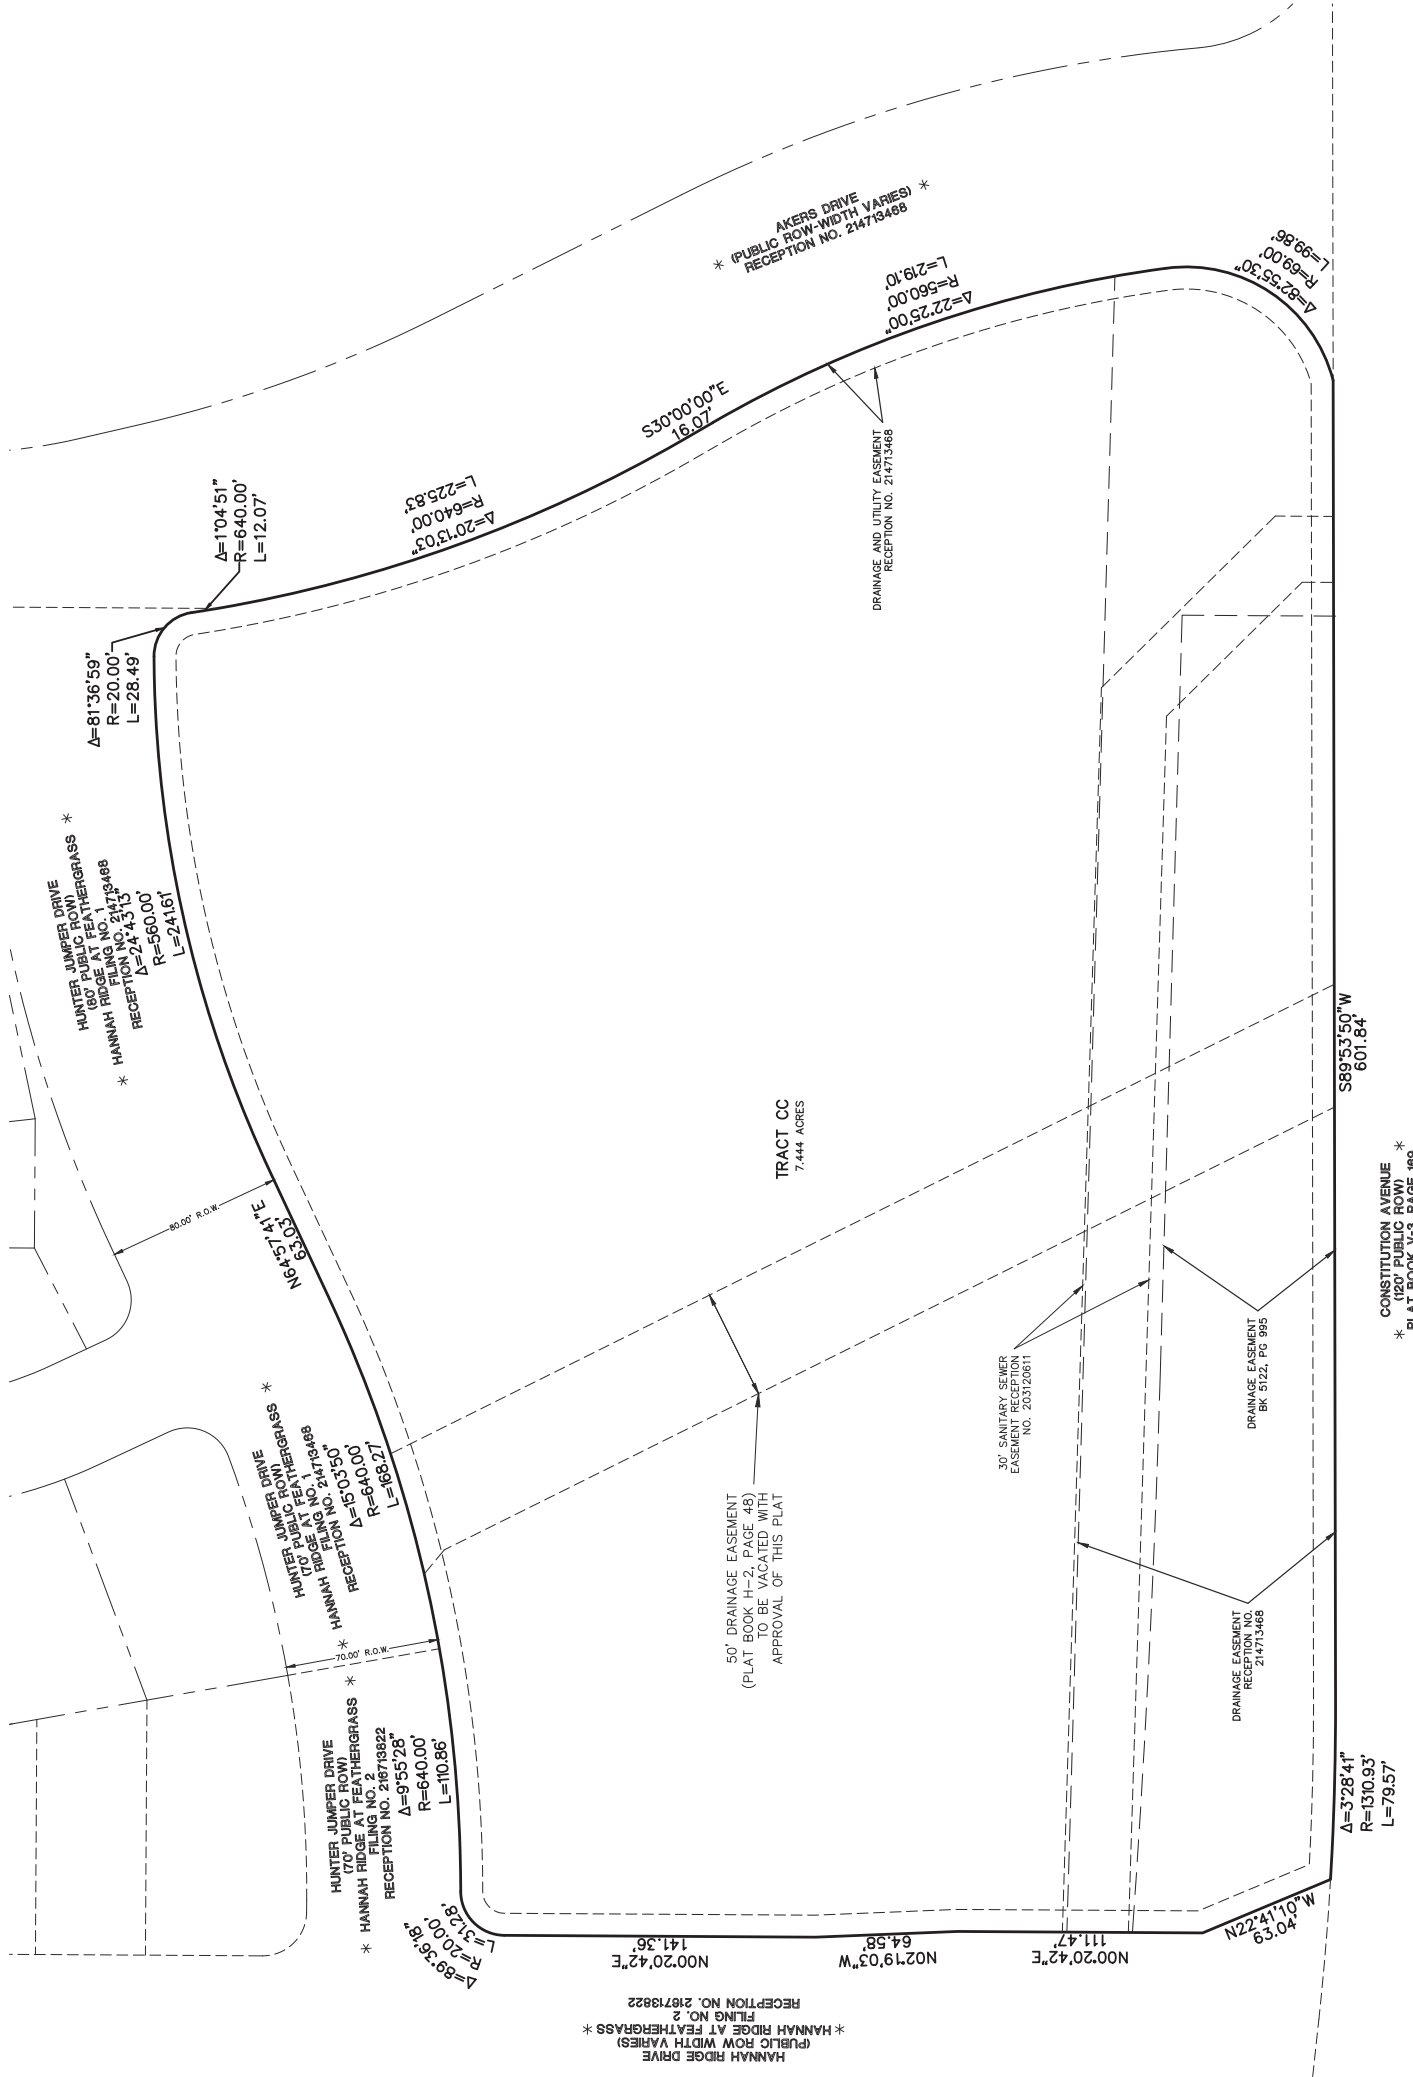 HANNAH RIDGE DRIVE
(PUBLIC ROW WIDTH VARIES)
* HANNAH RIDGE AT FEATHERGRASS *
FILING NO. 2
RECEPTION NO. 216713822
Δ=89°36'18"
R=20.00'
L=31.28'
N00°20'42"E
141.36'
N02°19'03"W
64.58'
N00°20'42"E
111.47'
N22°41'10"W
63.04'
HUNTER JUMPER DRIVE
(70' PUBLIC ROW)
* HANNAH RIDGE AT FEATHERGRASS *
FILING NO. 2
RECEPTION NO. 216713822
Δ=9°55'28"
R=640.00'
L=110.86'
70.00' R.O.W.
HUNTER JUMPER DRIVE
(70' PUBLIC ROW)
* HANNAH RIDGE AT FEATHERGRASS *
FILING NO. 1
RECEPTION NO. 214713468
Δ=15°03'50"
R=640.00'
L=168.27'
80.00' R.O.W.
N64°57'41"E
63.03'
HUNTER JUMPER DRIVE
(80' PUBLIC ROW)
* HANNAH RIDGE AT FEATHERGRASS *
FILING NO. 1
RECEPTION NO. 214713468
Δ=24°43'13"
R=560.00'
L=241.61'
Δ=81°36'59"
R=20.00'
L=28.49'
Δ=1°04'51"
R=640.00'
L=12.07'
Δ=20°13'03"
R=640.00'
L=225.83'
S30°00'00"E
16.07'
AKERS DRIVE
* (PUBLIC ROW-WIDTH VARIES) *
RECEPTION NO. 214713468
Δ=22°25'00"
R=560.00'
L=219.10'
Δ=82°55'30"
R=69.00'
L=99.86'
DRAINAGE AND UTILITY EASEMENT
RECEPTION NO. 214713468
TRACT CC
7.444 ACRES
50' DRAINAGE EASEMENT
(PLAT BOOK H-2, PAGE 48)
TO BE VACATED WITH
APPROVAL OF THIS PLAT
30' SANITARY SEWER
EASEMENT RECEPTION
NO. 203120611
DRAINAGE EASEMENT
BK 5122, PG 995
DRAINAGE EASEMENT
RECEPTION NO.
214713468
S89°53'50"W
601.84'
Δ=3°28'41"
R=1310.93'
L=79.57'
* CONSTITUTION AVENUE *
(120' PUBLIC ROW)
PLAT BOOK V-3, PAGE 169